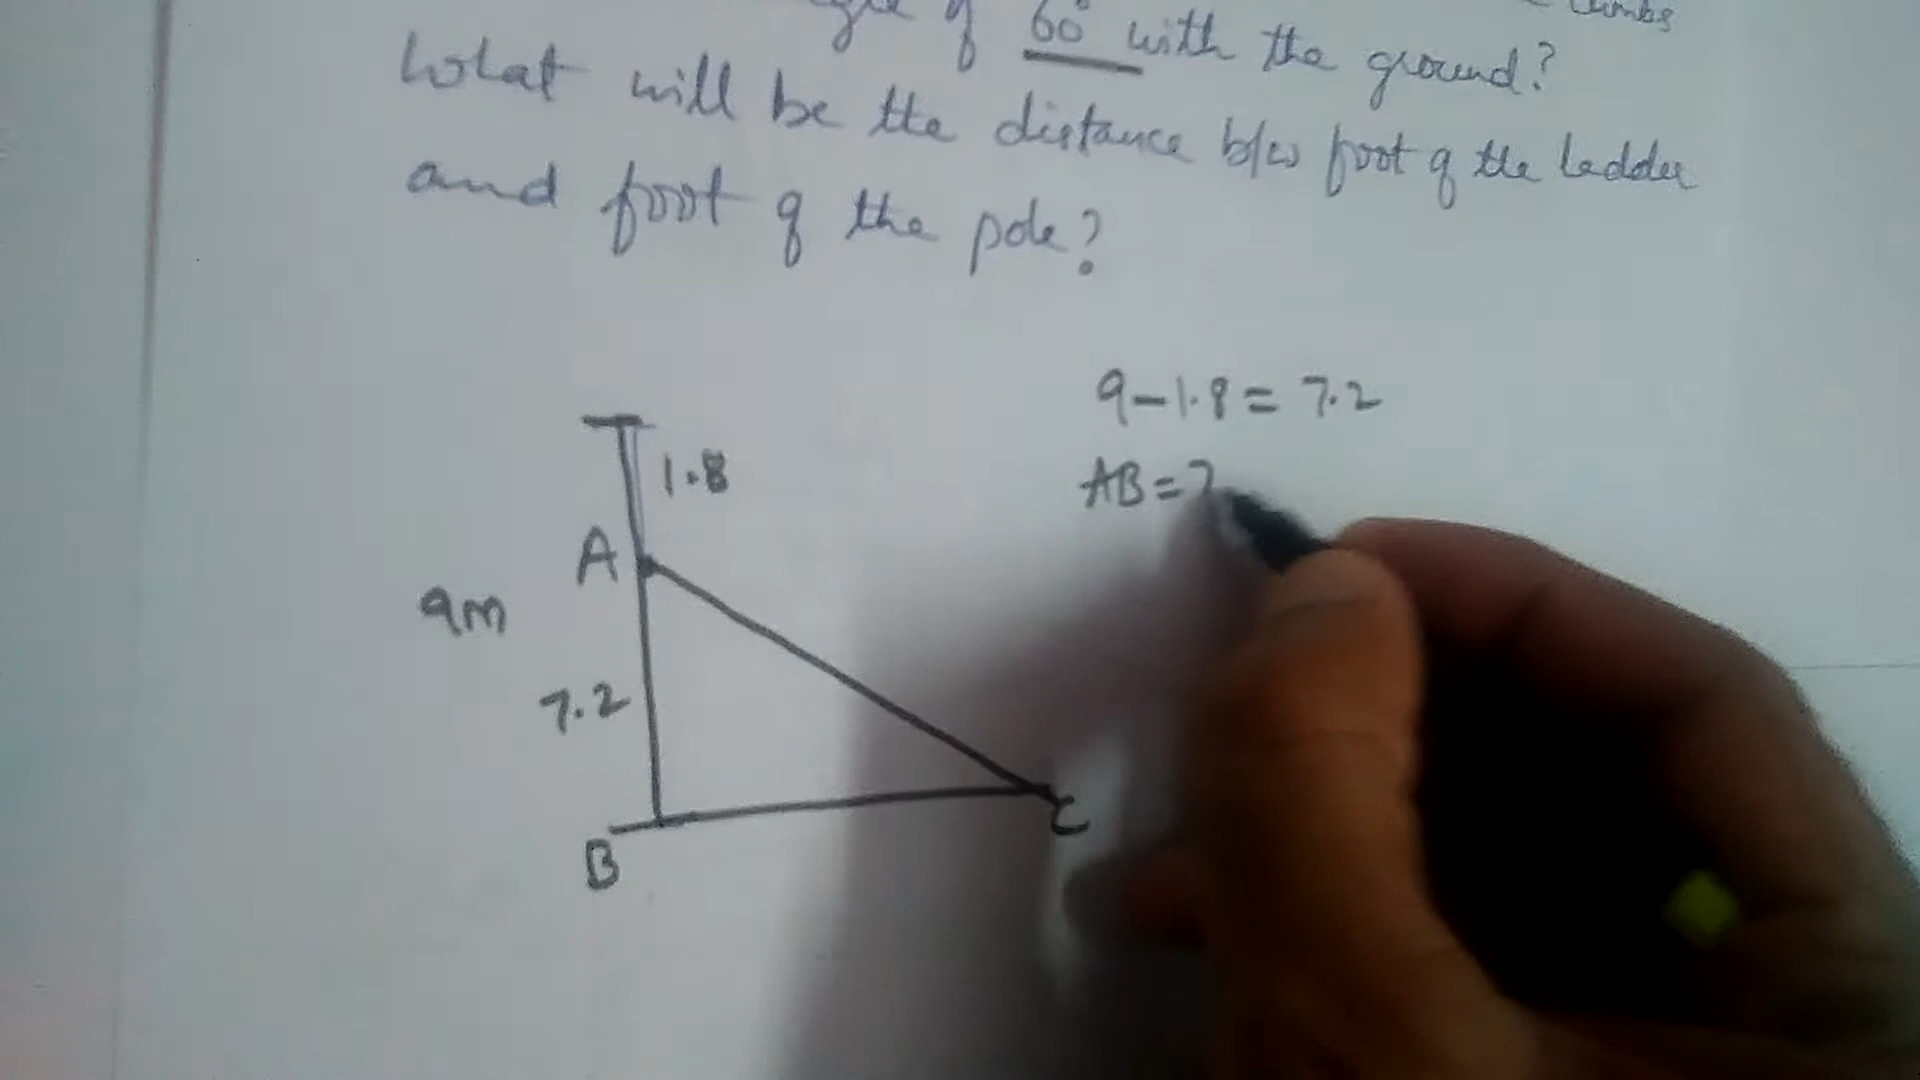 of 60° with the ground?
What will be the distance b/w foot of the ladder
and foot of the pole?
9-1.8 = 7.2
1.8
AB = 7
A
9m
7.2
C
B